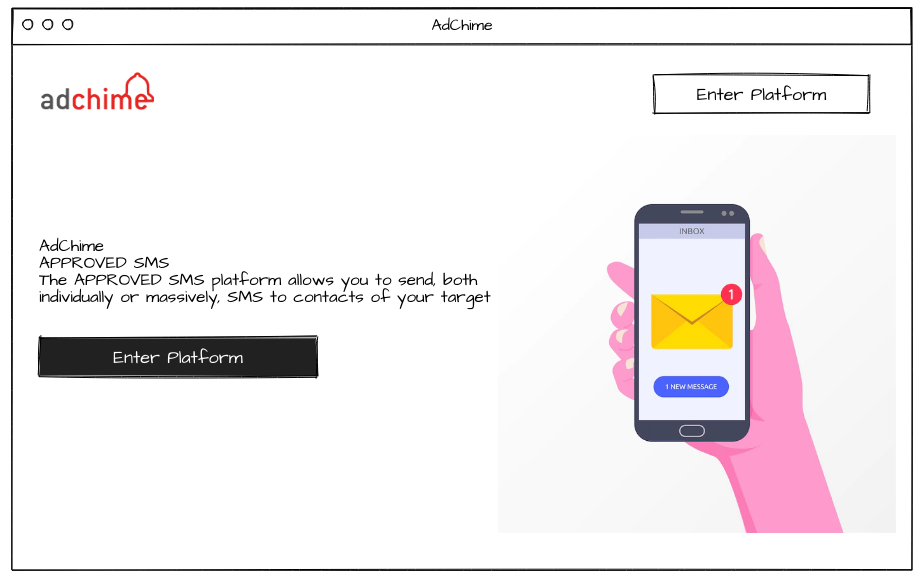 AdChime
adchime
Enter Platform
AdChime
APPROVED SMS
The APPROVED SMS platform allows you to send, both
individually or massively, SMS to contacts of your target
Enter Platform
INBOX
1
1 NEW MESSAGE